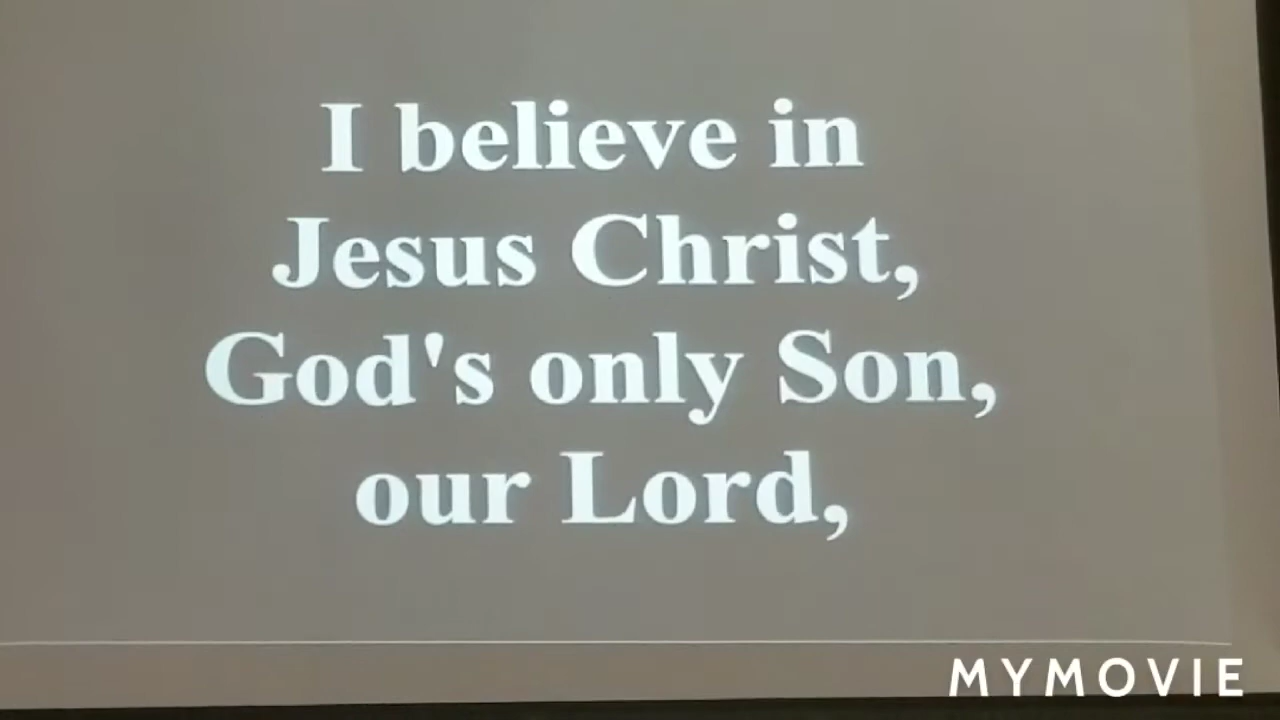 I believe in
Jesus Christ,
God's only Son,
our Lord,
MYMOVIE